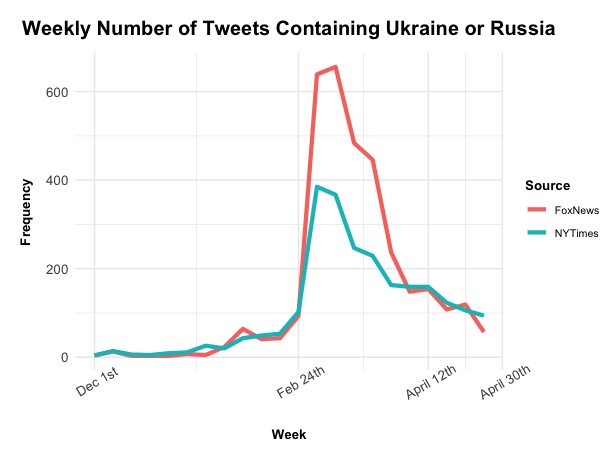 Weekly Number of Tweets Containing Ukraine or Russia
600
400
200
0
Frequency
Dec 1st
Feb 24th
April 12th
April 30th
Week
Source
FoxNews
NYTimes